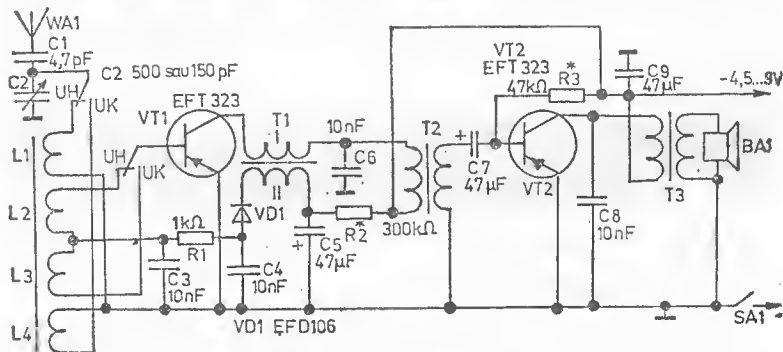 WA1
C1
4,7pF
C2
C2 500 sau 150 pF
UH
UK
VT1
EFT 323
L1
UH
UK
L2
L3
L4
1kΩ
R1
C3
10nF
T1
II
VD1
C4
10nF
VD1 EFD106
10nF
C6
R2*
300kΩ
C5
47µF
T2
C7
47µF
VT2
EFT 323
47kΩ
R3*
VT2
C9
47µF
-4,5...9V
C8
10nF
T3
BA1
SA1